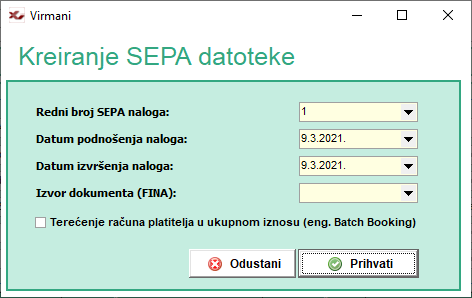 Virmani
Kreiranje SEPA datoteke
Redni broj SEPA naloga: 1
Datum podnošenja naloga: 9.3.2021.
Datum izvršenja naloga: 9.3.2021.
Izvor dokumenta (FINA):
Terećenje računa platitelja u ukupnom iznosu (eng. Batch Booking)
Odustani Prihvati